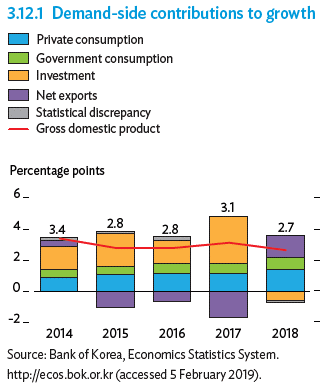 3.12.1 Demand-side contributions to growth
Private consumption
Government consumption
Investment
Net exports
Statistical discrepancy
Gross domestic product
Percentage points
6
4
2
0
-2
3.4
2.8
2.8
3.1
2.7
2014 2015 2016 2017 2018
Source: Bank of Korea, Economics Statistics System.
http://ecos.bok.or.kr (accessed 5 February 2019).